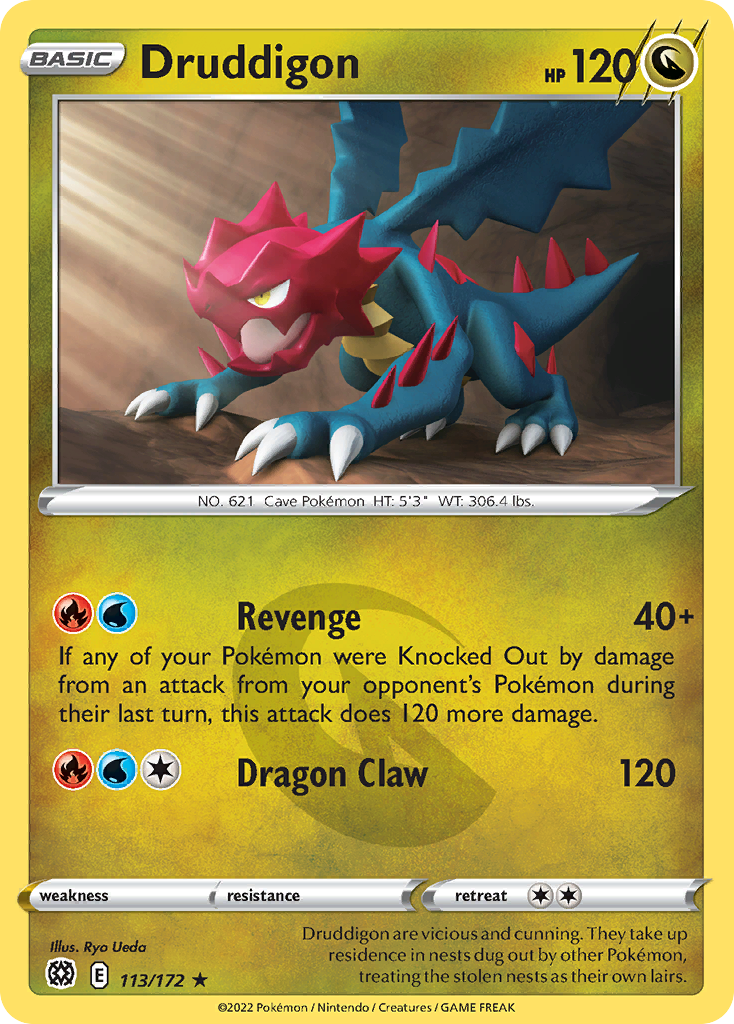 BASIC
Druddigon
HP 120
NO. 621 Cave Pokémon HT: 5'3" WT: 306.4 lbs.
Revenge 40+
If any of your Pokémon were Knocked Out by damage
from an attack from your opponent's Pokémon during
their last turn, this attack does 120 more damage.
Dragon Claw 120
weakness resistance retreat
Illus. Ryo Ueda
Druddigon are vicious and cunning. They take up
residence in nests dug out by other Pokémon,
treating the stolen nests as their own lairs.
E 113/172 ★
©2022 Pokémon / Nintendo / Creatures / GAME FREAK